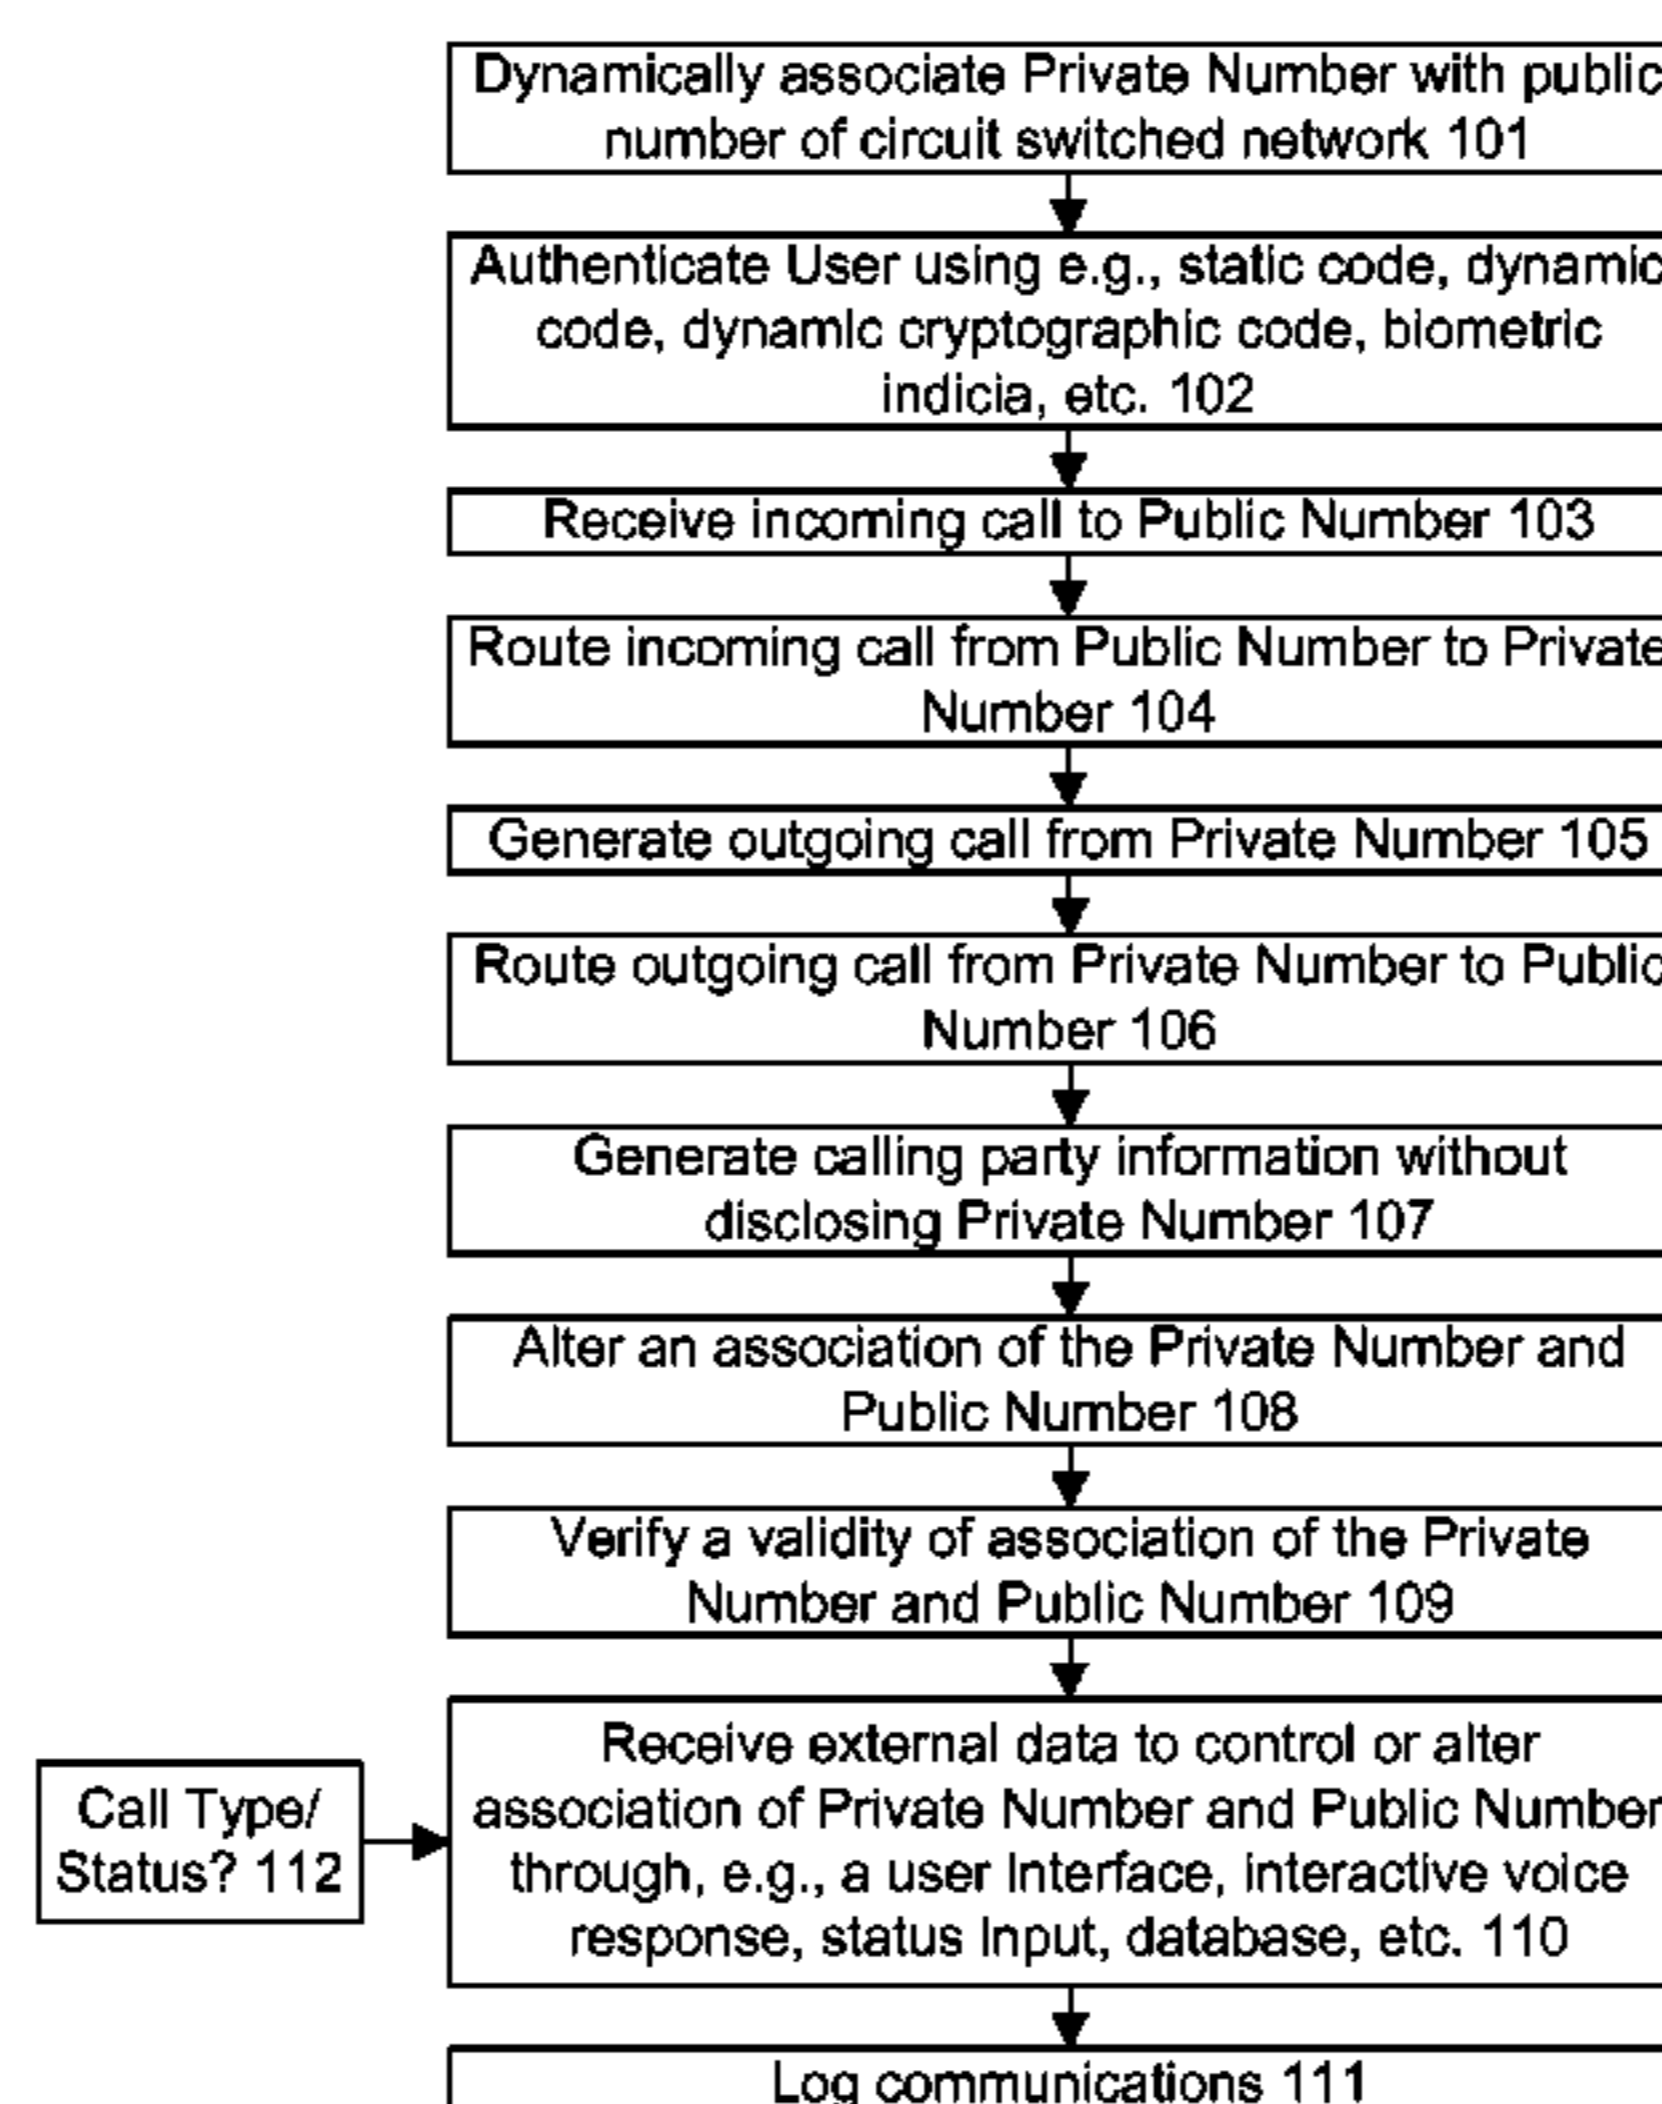 Dynamically associate Private Number with public
number of circuit switched network 101
Authenticate User using e.g., static code, dynamic
code, dynamic cryptographic code, biometric
indicia, etc. 102
Receive incoming call to Public Number 103
Route incoming call from Public Number to Private
Number 104
Generate outgoing call from Private Number 105
Route outgoing call from Private Number to Public
Number 106
Generate calling party information without
disclosing Private Number 107
Alter an association of the Private Number and
Public Number 108
Verify a validity of association of the Private
Number and Public Number 109
Receive external data to control or alter
association of Private Number and Public Number
through, e.g., a user Interface, interactive voice
response, status Input, database, etc. 110
Call Type/
Status? 112
Log communications 111